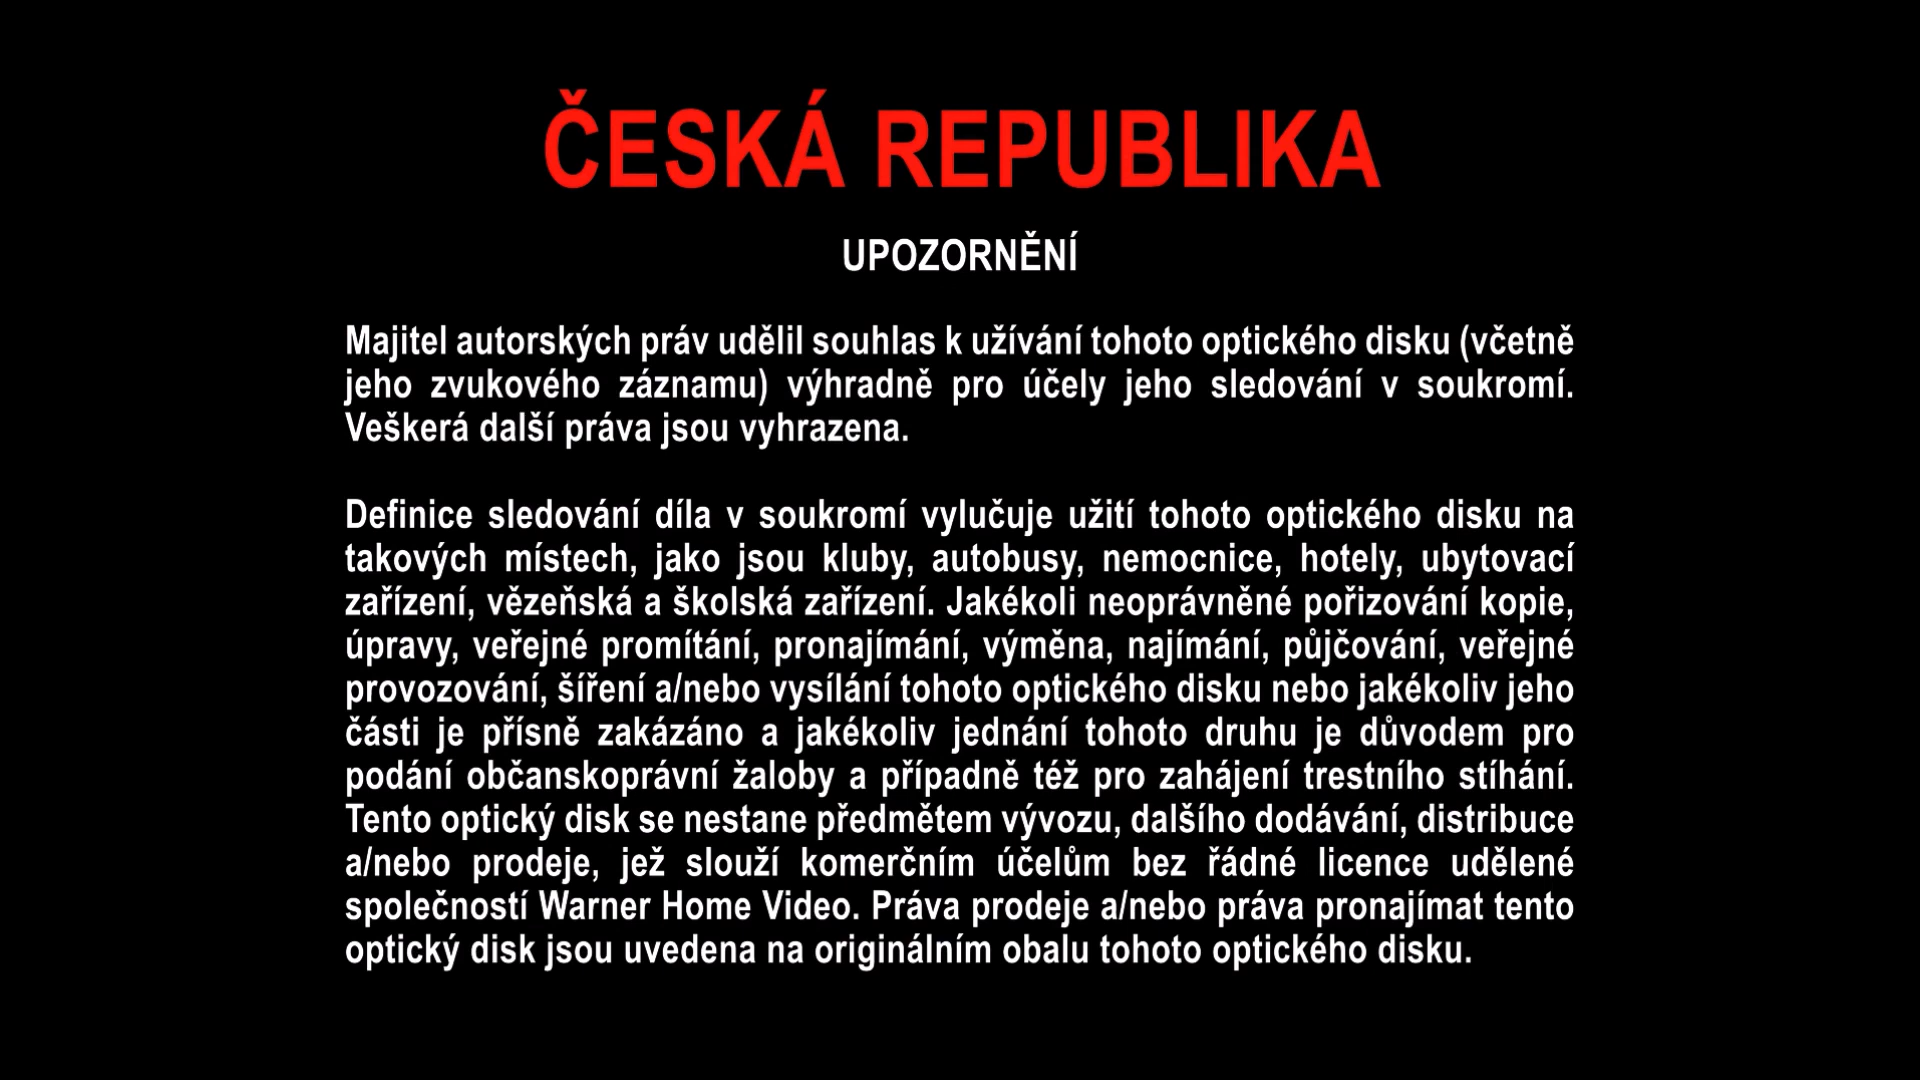 ČESKÁ REPUBLIKA
UPOZORNĚNÍ
Majitel autorských práv udělil souhlas k užívání tohoto optického disku (včetně
jeho zvukového záznamu) výhradně pro účely jeho sledování v soukromí.
Veškerá další práva jsou vyhrazena.
Definice sledování díla v soukromí vylučuje užití tohoto optického disku na
takových místech, jako jsou kluby, autobusy, nemocnice, hotely, ubytovací
zařízení, vězeňská a školská zařízení. Jakékoli neoprávněné pořizování kopie,
úpravy, veřejné promítání, pronajímání, výměna, najímání, půjčování, veřejné
provozování, šíření a/nebo vysílání tohoto optického disku nebo jakékoliv jeho
části je přísně zakázáno a jakékoliv jednání tohoto druhu je důvodem pro
podání občanskoprávní žaloby a případně též pro zahájení trestního stíhání.
Tento optický disk se nestane předmětem vývozu, dalšího dodávání, distribuce
a/nebo prodeje, jež slouží komerčním účelům bez řádné licence udělené
společností Warner Home Video. Práva prodeje a/nebo práva pronajímat tento
optický disk jsou uvedena na originálním obalu tohoto optického disku.